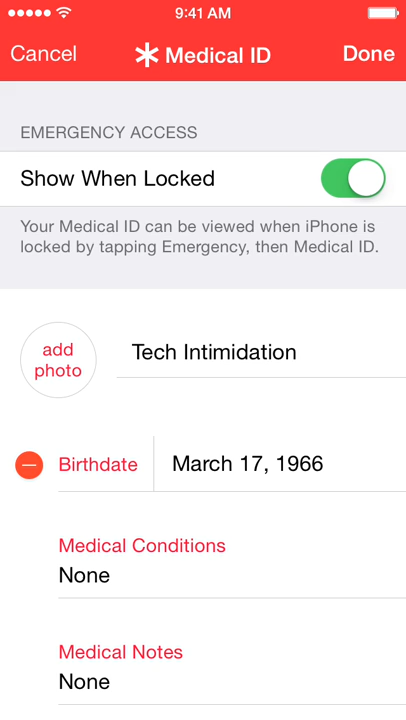 9:41 AM
Cancel Medical ID Done
EMERGENCY ACCESS
Show When Locked
Your Medical ID can be viewed when iPhone is
locked by tapping Emergency, then Medical ID.
add
photo
Tech Intimidation
Birthdate March 17, 1966
Medical Conditions
None
Medical Notes
None